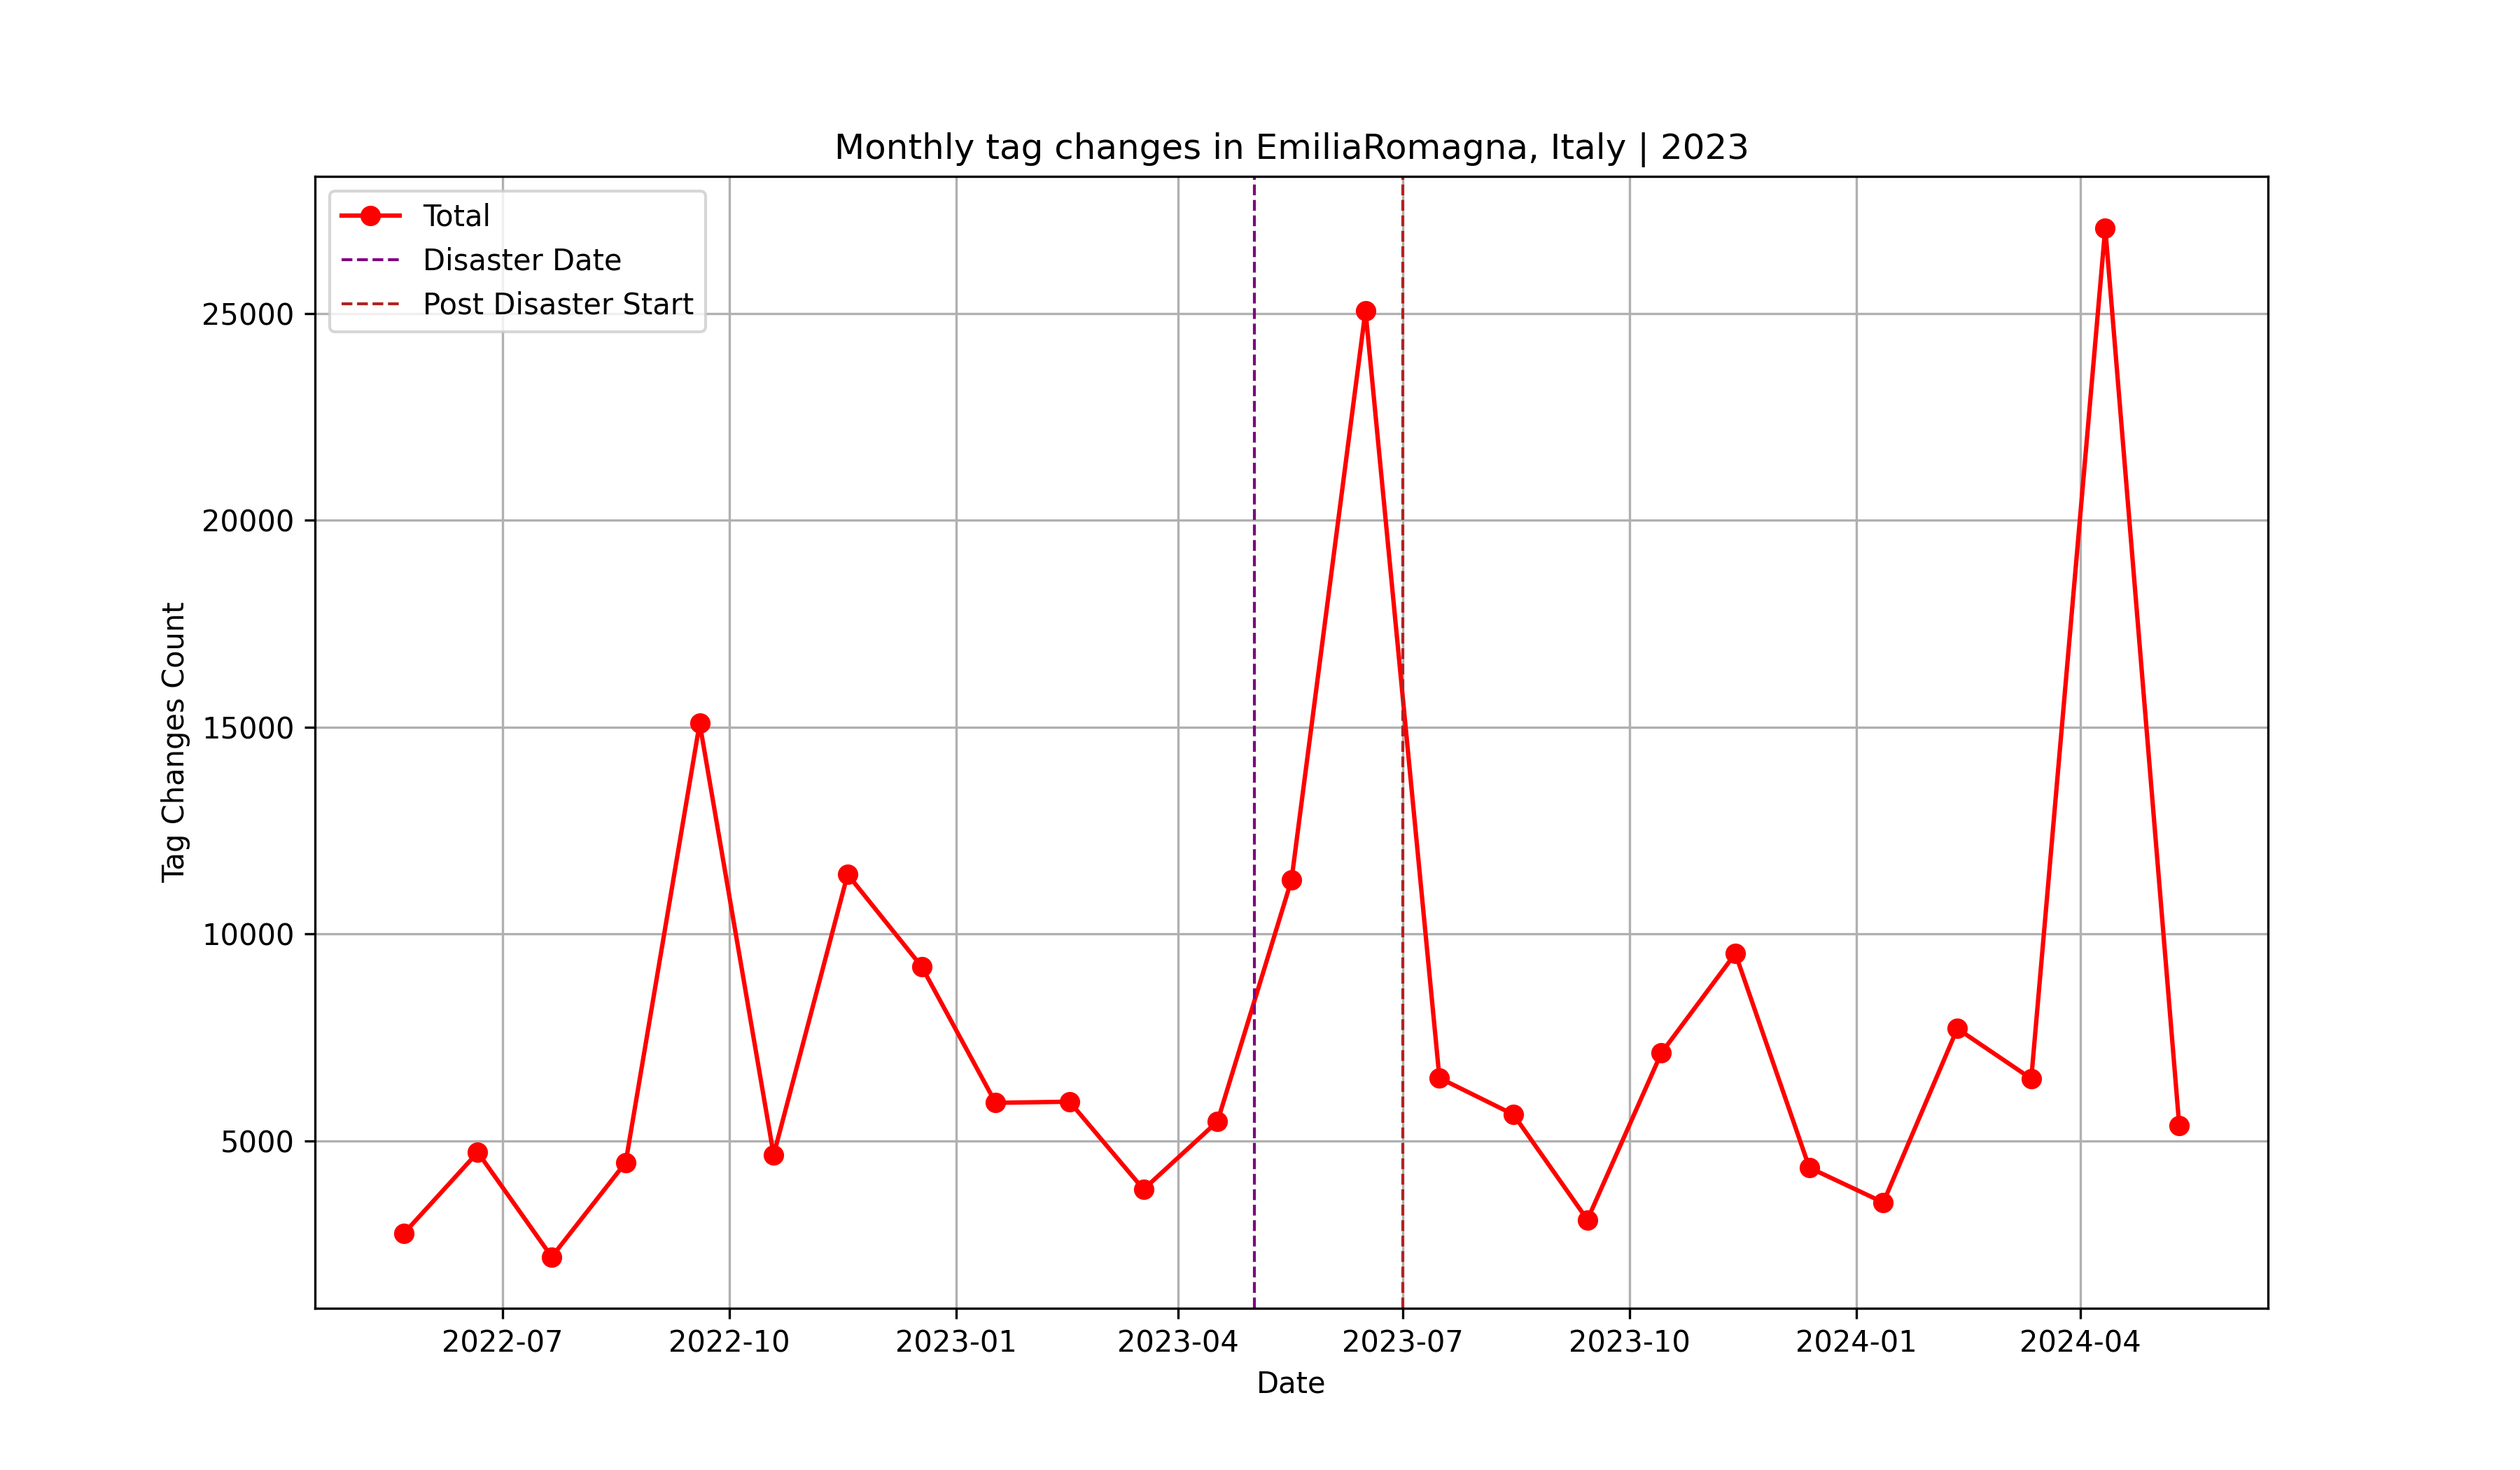 Monthly tag changes in EmiliaRomagna, Italy | 2023
Total
Disaster Date
Post Disaster Start
25000
20000
15000
10000
5000
Tag Changes Count
2022-07
2022-10
2023-01
2023-04
2023-07
2023-10
2024-01
2024-04
Date